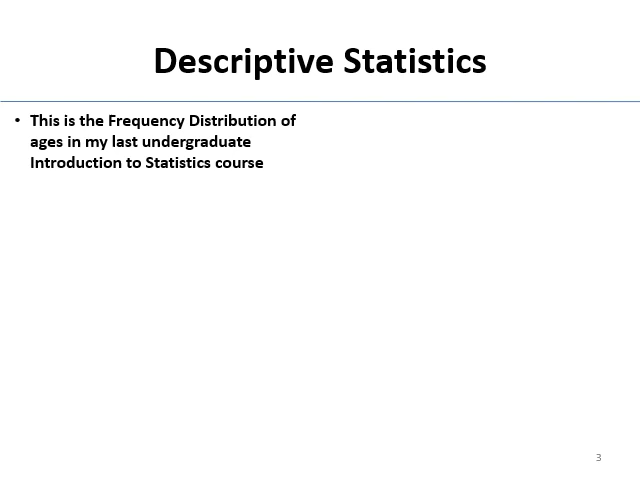 Descriptive Statistics
• This is the Frequency Distribution of
ages in my last undergraduate
Introduction to Statistics course
3